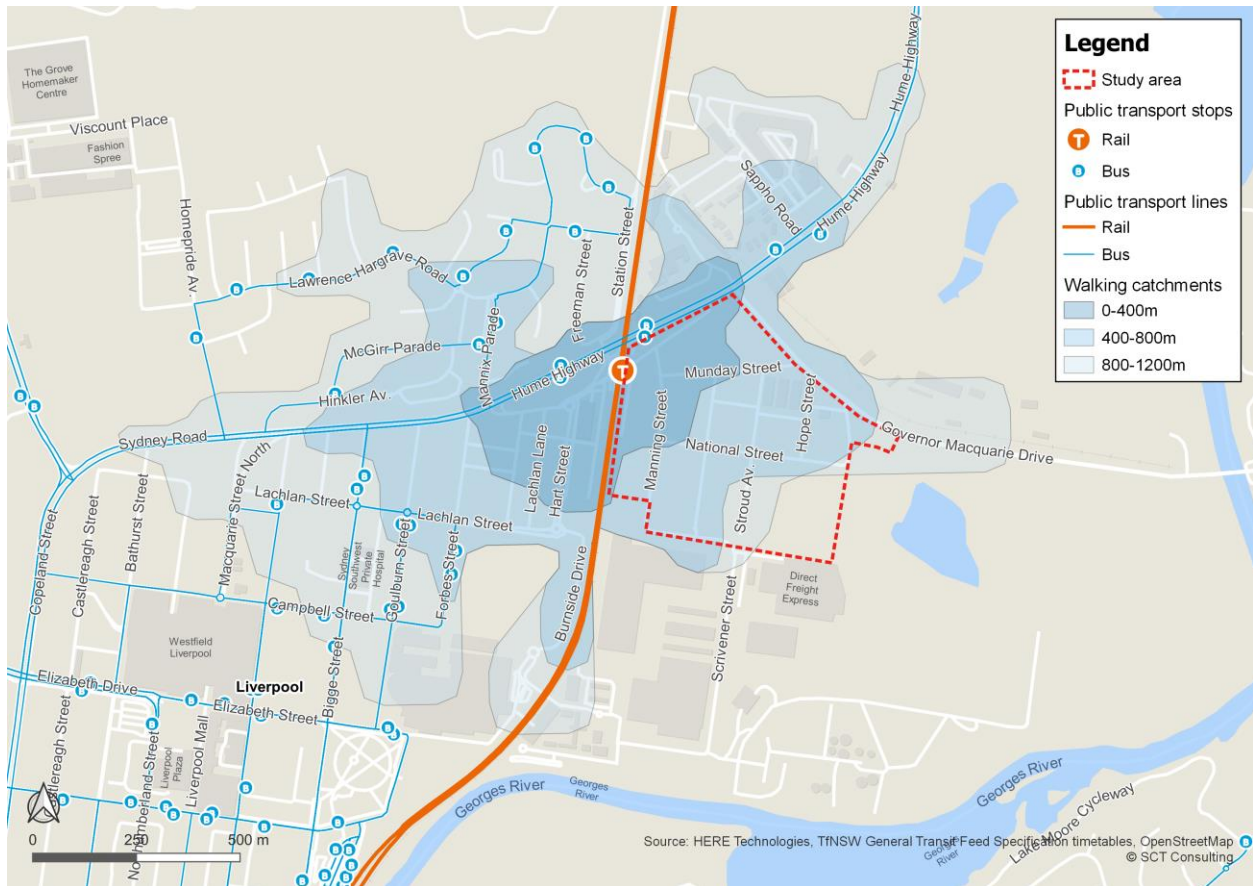 The Grove
Homemaker
Centre
Viscount Place
Fashion
Spree
Homepride Av.
Lawrence Hargrave Road
McGirr Parade
Mannix Parade
Hinkler Av.
Freeman Street
Station Street
Hume Highway
Hume Highway
Hume Highway
Sappho Road
Munday Street
Manning Street
National Street
Hope Street
Stroud Av.
Governor Macquarie Drive
Sydney Road
Copeland Street
Castlereagh Street
Bathurst Street
Macquarie Street North
Lachlan Street
Lachlan Street
Lachlan Lane
Hart Street
Sydney
Southwest
Private
Hospital
Goulburn Street
Forbes Street
Campbell Street
Burnside Drive
Direct
Freight
Express
Scrivener Street
Westfield
Liverpool
Elizabeth Drive
Liverpool
Elizabeth Street
Bigge Street
Castlereagh Street
Northumberland Street
Liverpool
Plaza
Liverpool Mall
Georges River
Georges
River
Georges River
Georges
River
Lake Moore Cycleway
0
250
500 m
Legend
Study area
Public transport stops
T
Rail
B
Bus
Public transport lines
Rail
Bus
Walking catchments
0-400m
400-800m
800-1200m
Source: HERE Technologies, TfNSW General Transit Feed Specification timetables, OpenStreetMap
© SCT Consulting